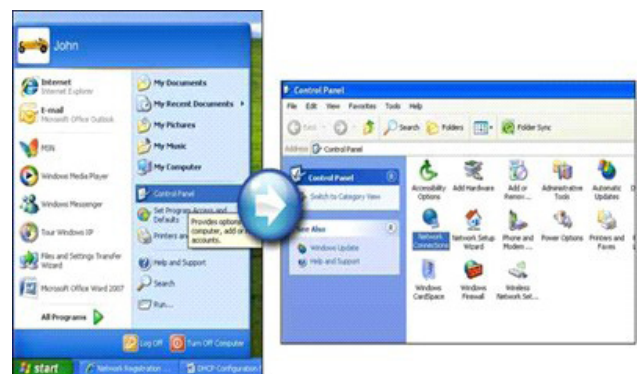 John
Internet
Internet Explorer
E-mail
Microsoft Office Outlook
MSN
Windows Media Player
Windows Messenger
Tour Windows XP
Files and Settings Transfer
Wizard
Microsoft Office Word 2007
All Programs
My Documents
My Recent Documents
My Pictures
My Music
My Computer
Control Panel
Set Program Access and
Defaults
Printers and
Provides options
computer, add or
accounts.
Help and Support
Search
Run...
Log Off
Turn Off Computer
start
Network Registration ...
DHCP Configuration
Control Panel
File Edit View Favorites Tools Help
Back Search Folders Folder Sync
Address Control Panel
Control Panel
Switch to Category View
See Also
Windows Update
Help and Support
Accessibility
Options
Add Hardware
Add or
Remov...
Administrative
Tools
Automatic
Updates
Network
Connections
Network Setup
Wizard
Phone and
Modem ...
Power Options
Printers and
Faxes
Windows
CardSpace
Windows
Firewall
Wireless
Network Set...